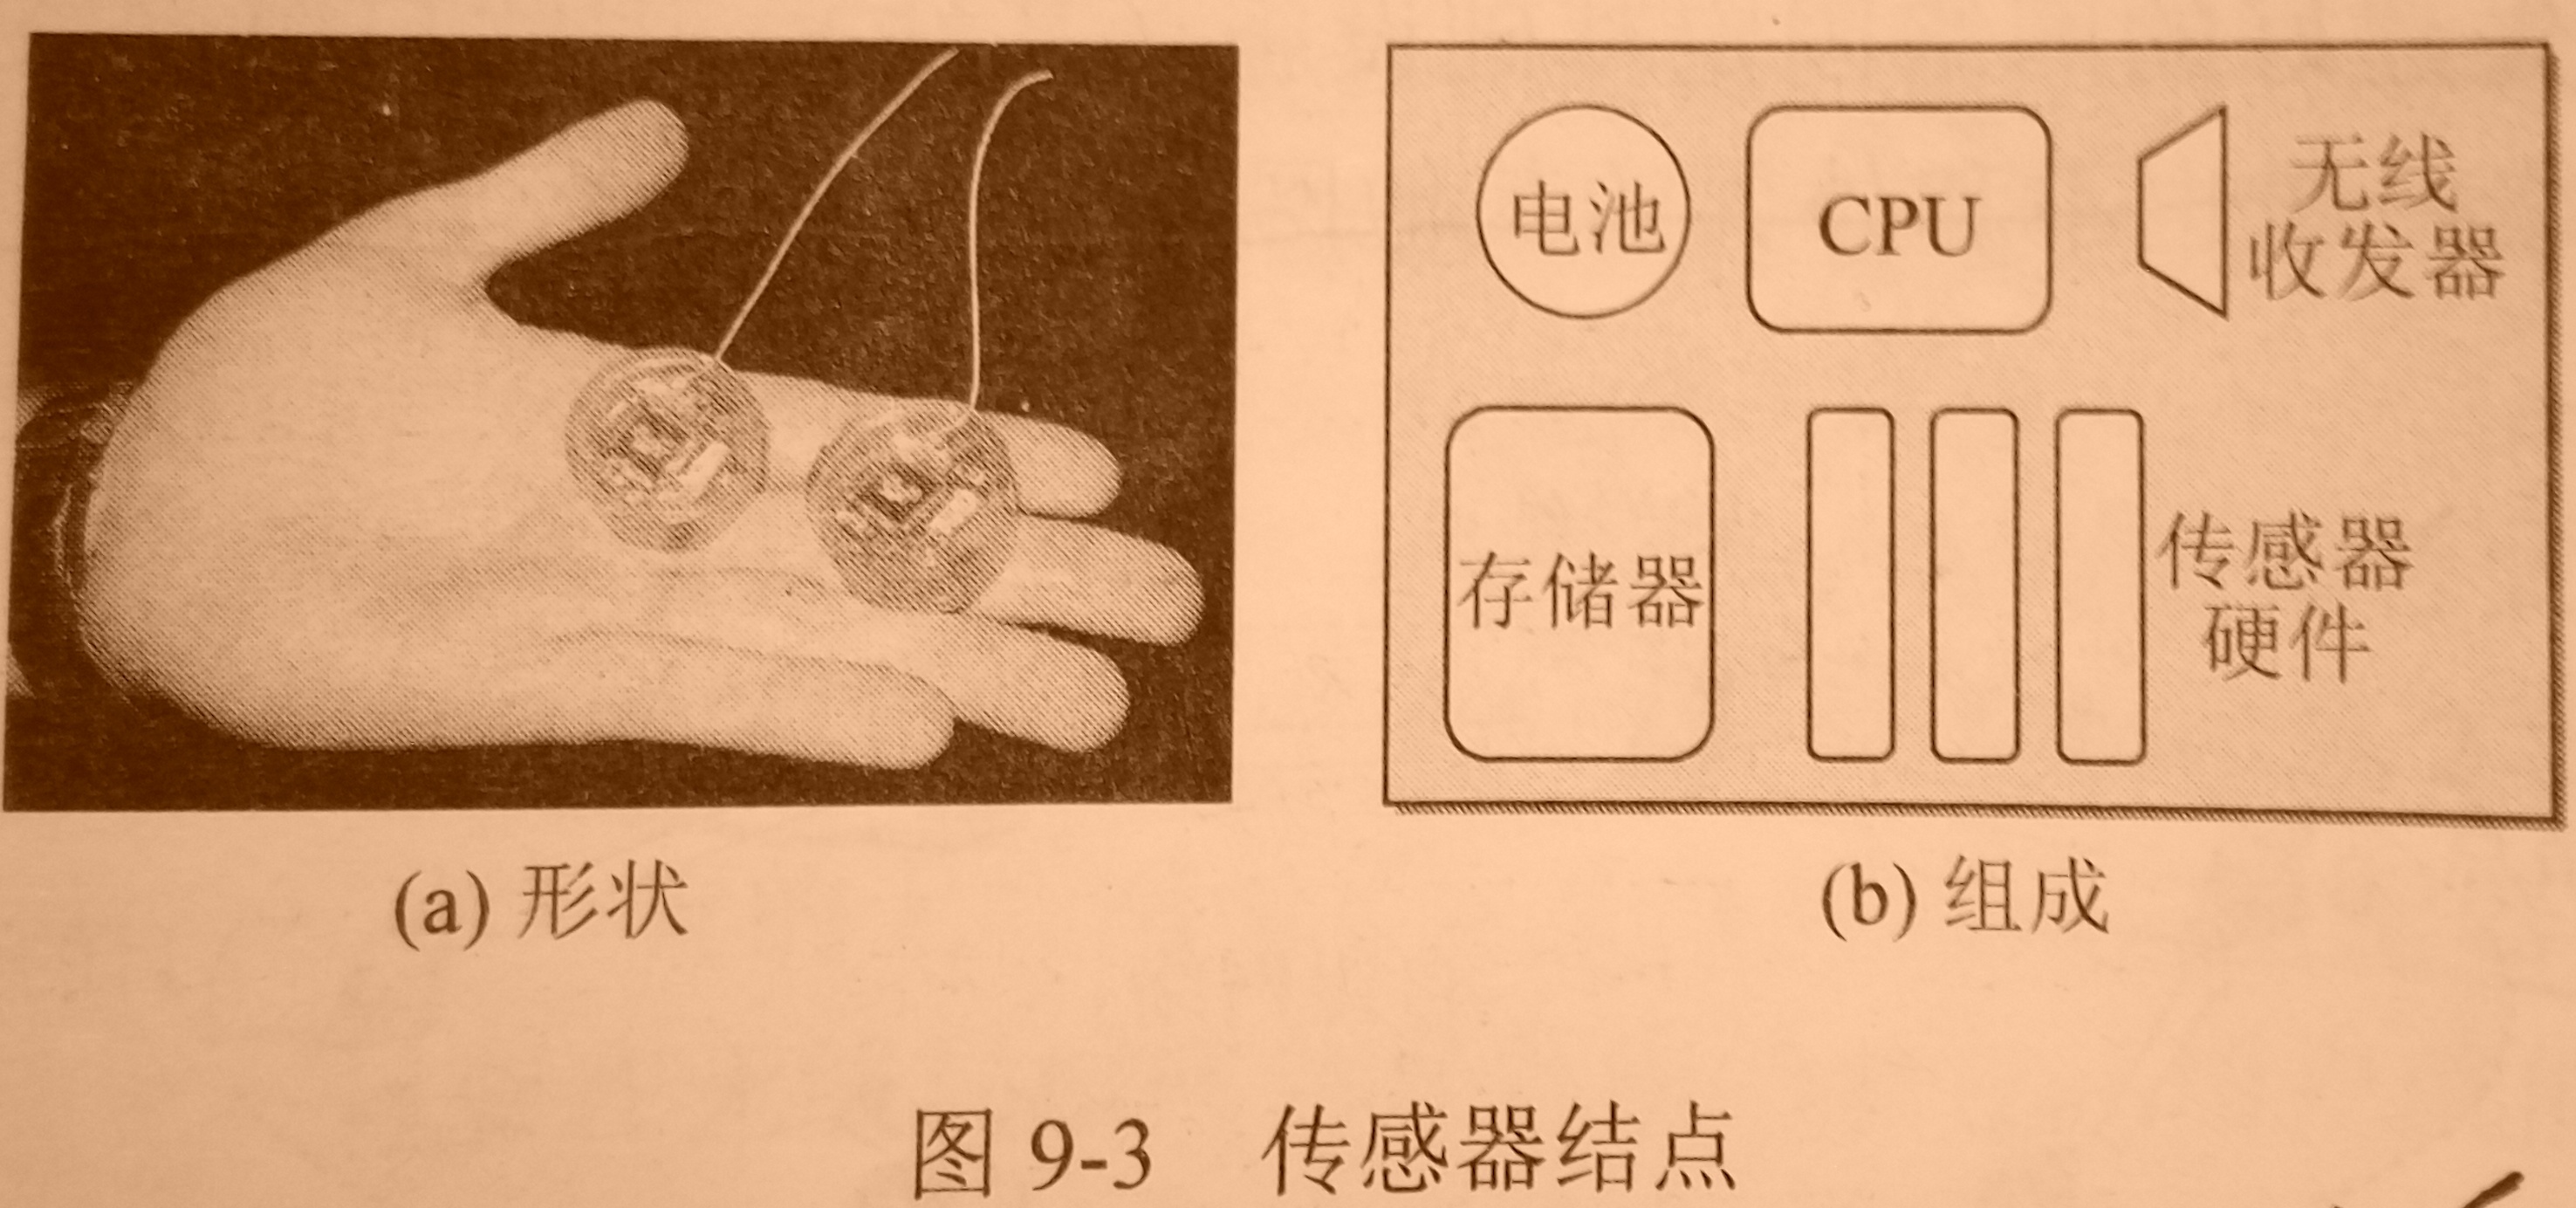 电池
CPU
无线
收发器
存储器
传感器
硬件
(a) 形状
(b) 组成
图 9-3 传感器结点